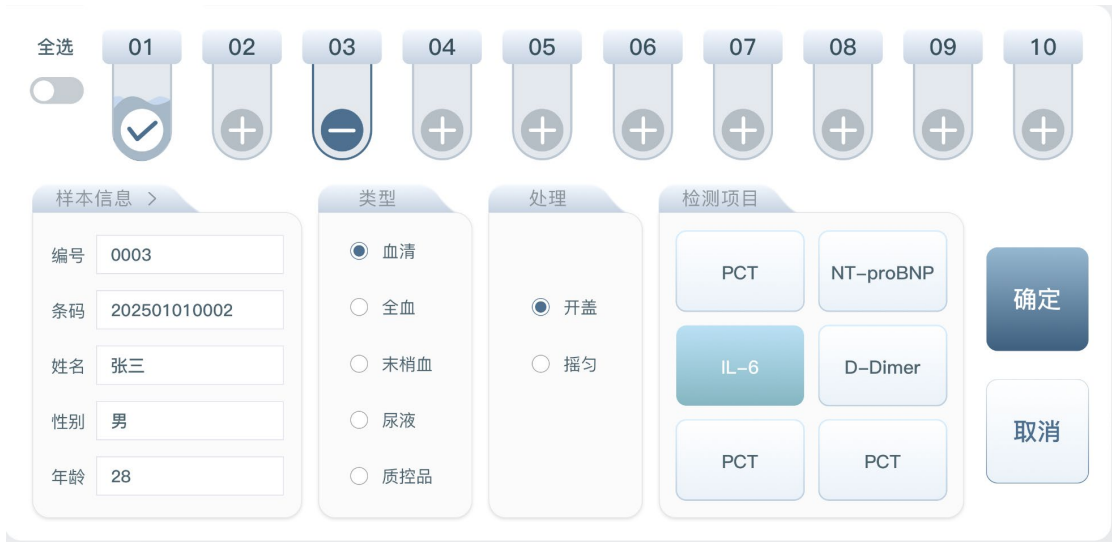 全选 01 02 03 04 05 06 07 08 09 10
样本信息 >
编号 0003
条码 202501010002
姓名 张三
性别 男
年龄 28
类型
血清
全血
末梢血
尿液
质控品
处理
开盖
摇匀
检测项目
PCT NT-proBNP
IL-6 D-Dimer
PCT PCT
确定
取消